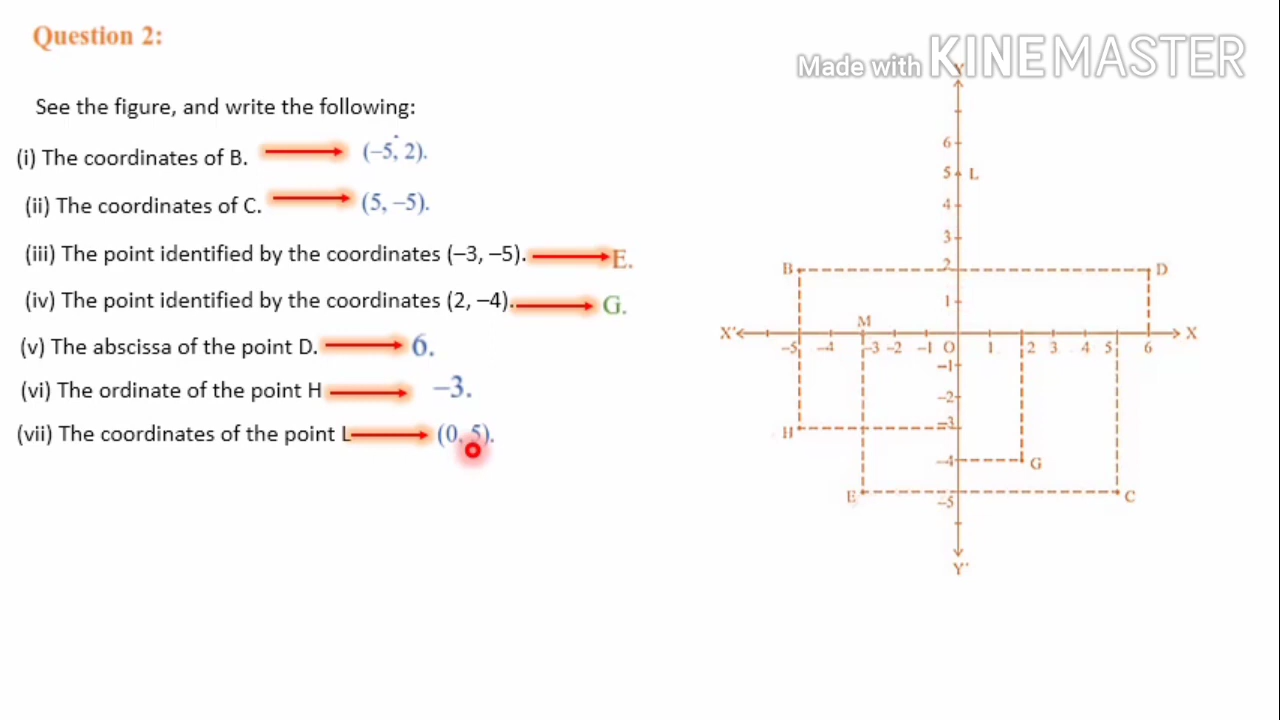 Question 2:
Made with KINEMASTER
See the figure, and write the following:
(i) The coordinates of B. (–5, 2).
(ii) The coordinates of C. (5, –5).
(iii) The point identified by the coordinates (–3, –5). E.
(iv) The point identified by the coordinates (2, –4). G.
(v) The abscissa of the point D. 6.
(vi) The ordinate of the point H –3.
(vii) The coordinates of the point L (0, 5).
Y
6
5 L
4
3
B 2 D
1
M
X' X
–5 –4 –3 –2 –1 O 1 2 3 4 5 6
–1
–2
–3
H
–4 G
E –5 C
Y'